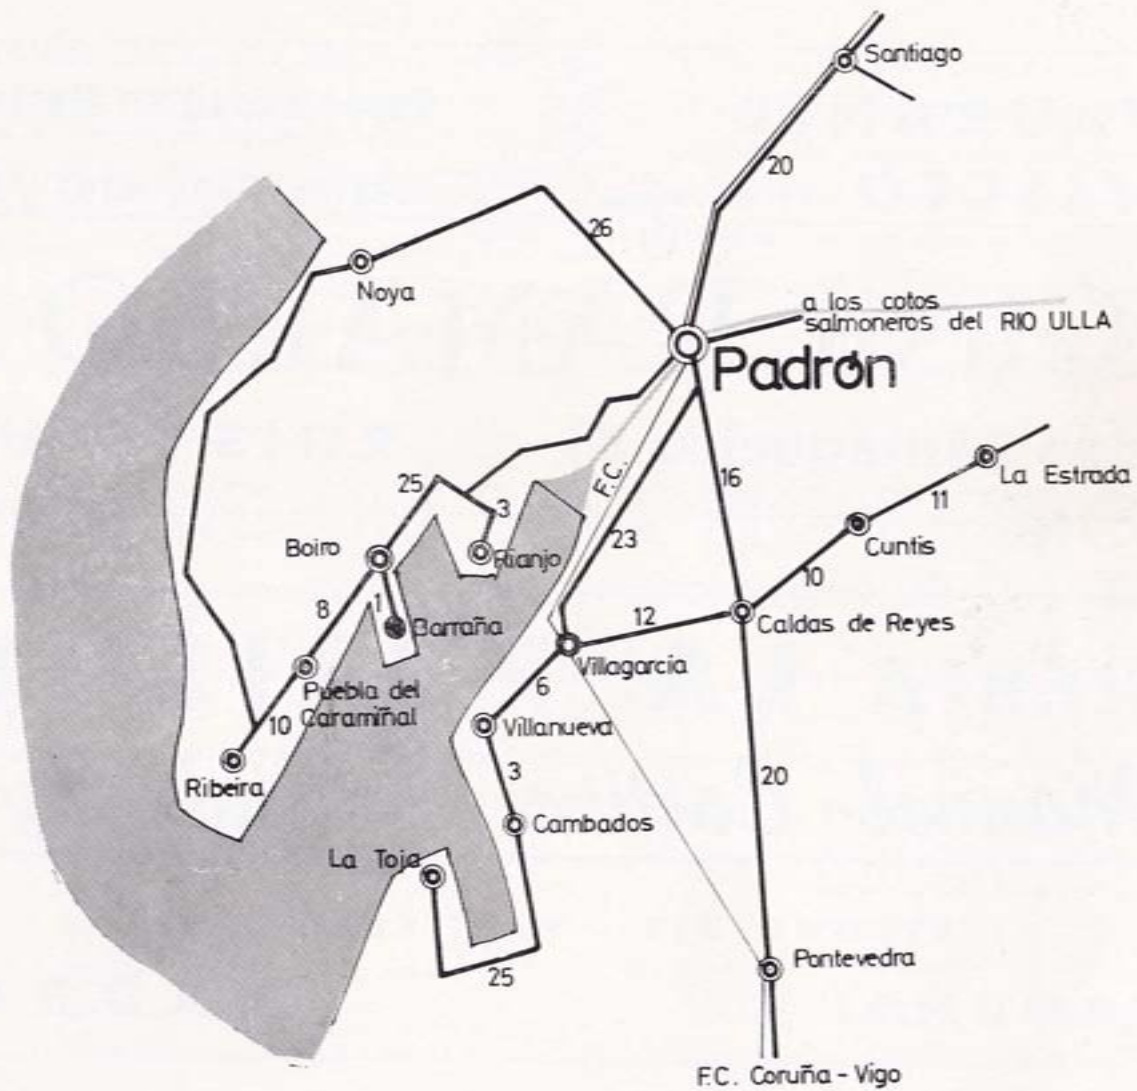 Santiago
20
26
Noya
a los cotos
salmoneros del RIO ULLA
Padrón
25
3
F.C.
16
11
La Estrada
Boiro
Rianjo
23
Cuntis
10
8
1
Barraña
12
Caldas de Reyes
Villagarcia
Puebla del
Caramiñal
6
10
Villanueva
Ribeira
3
20
Cambados
La Toja
25
Pontevedra
F.C. Coruña - Vigo